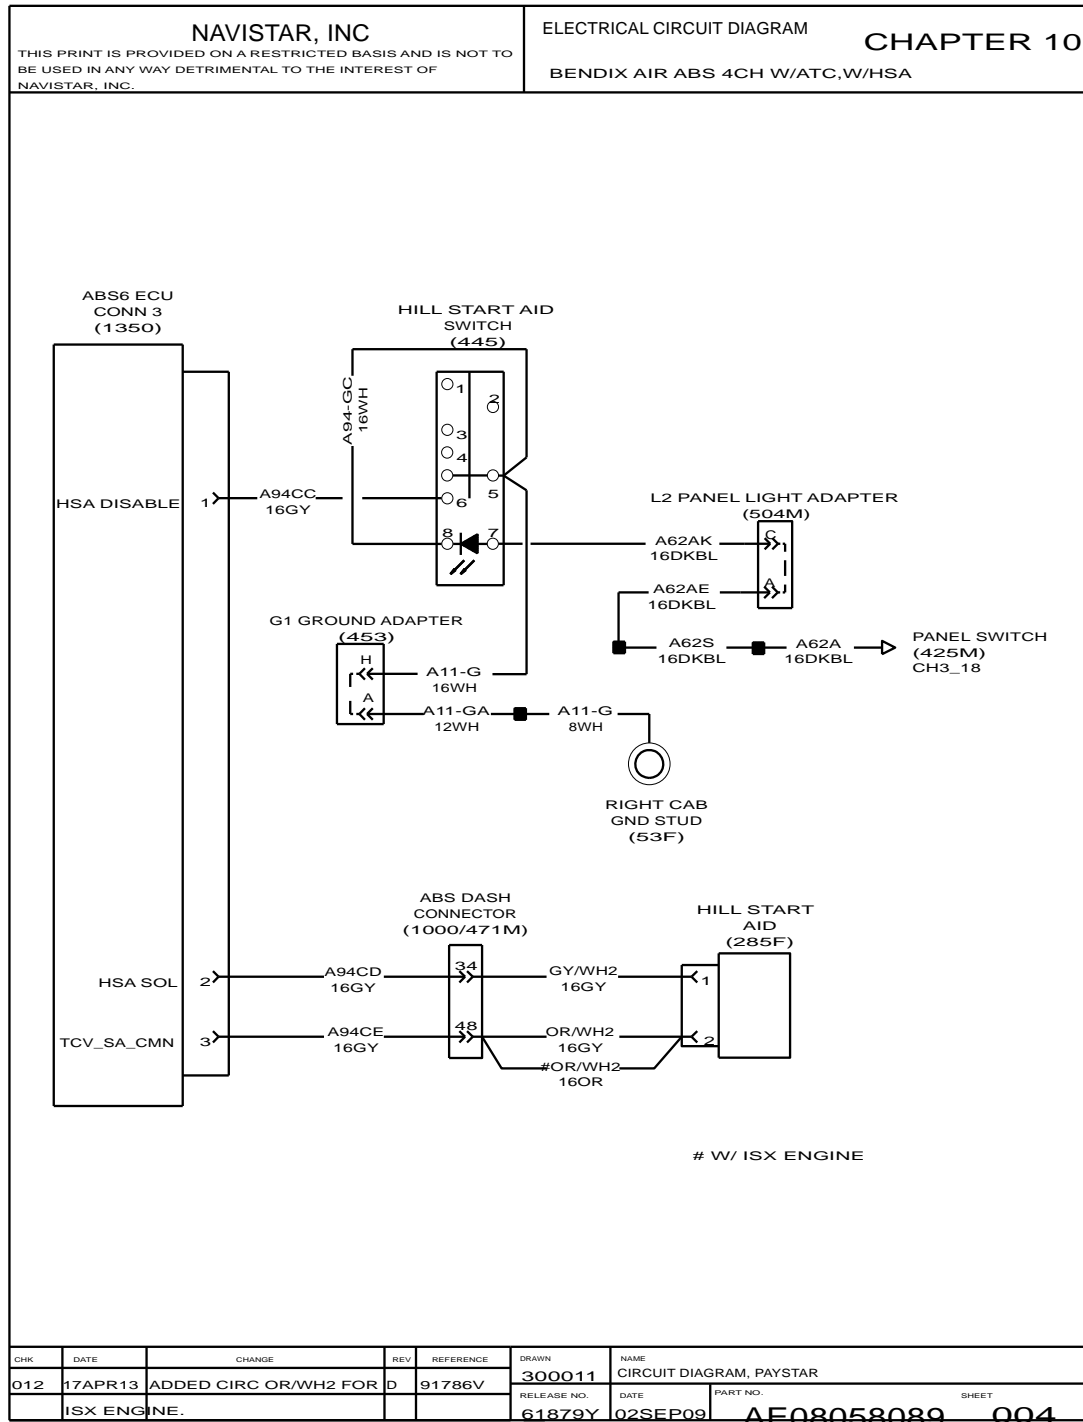 NAVISTAR, INC
THIS PRINT IS PROVIDED ON A RESTRICTED BASIS AND IS NOT TO
BE USED IN ANY WAY DETRIMENTAL TO THE INTEREST OF
NAVISTAR, INC.
ELECTRICAL CIRCUIT DIAGRAM
CHAPTER 10
BENDIX AIR ABS 4CH W/ATC,W/HSA
ABS6 ECU
CONN 3
(1350)
HILL START AID
SWITCH
(445)
A94-GC
16WH
1
2
3
4
5
6
8
7
HSA DISABLE
1
A94CC
16GY
L2 PANEL LIGHT ADAPTER
(504M)
C
A62AK
16DKBL
A
A62AE
16DKBL
A62S
16DKBL
A62A
16DKBL
PANEL SWITCH
(425M)
CH3_18
G1 GROUND ADAPTER
(453)
H
A11-G
16WH
A
A11-GA
12WH
A11-G
8WH
RIGHT CAB
GND STUD
(53F)
ABS DASH
CONNECTOR
(1000/471M)
HILL START
AID
(285F)
HSA SOL
2
A94CD
16GY
34
GY/WH2
16GY
1
TCV_SA_CMN
3
A94CE
16GY
48
OR/WH2
16GY
2
#OR/WH2
16OR
# W/ ISX ENGINE
CHK DATE CHANGE REV REFERENCE
012 17APR13 ADDED CIRC OR/WH2 FOR D 91786V
ISX ENGINE.
DRAWN
300011
NAME
CIRCUIT DIAGRAM, PAYSTAR
RELEASE NO.
61879Y
DATE
02SEP09
PART NO.
AE08058089
SHEET
004